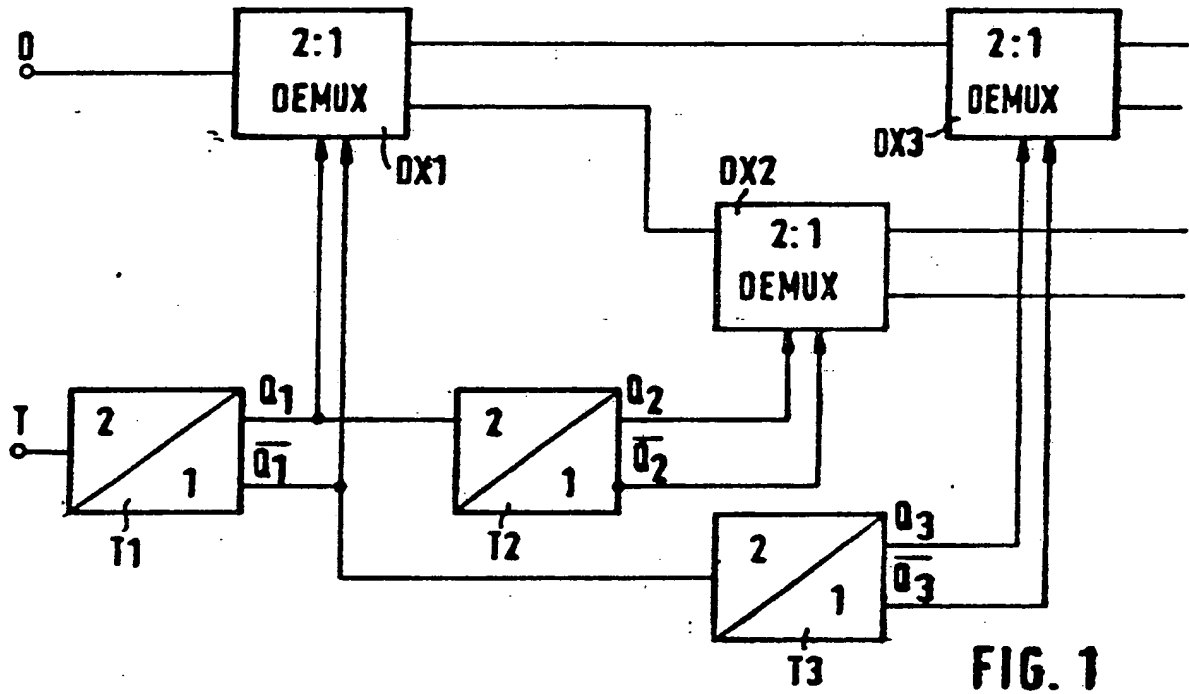 D
2:1
DEMUX
DX1
2:1
DEMUX
DX3
DX2
2:1
DEMUX
T
2
1
T1
Q1
Q̅1
2
1
T2
Q2
Q̅2
2
1
T3
Q3
Q̅3
FIG. 1